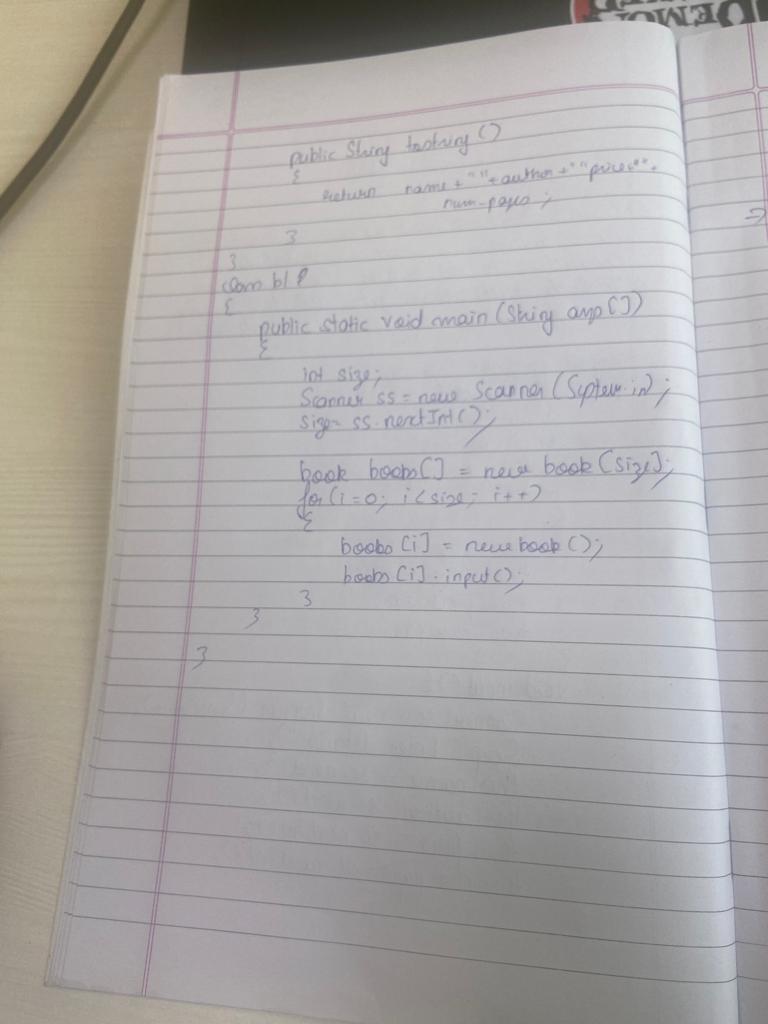 DEMON
public String tostring()
{
return name+" "+author+" "price+" "+
num-pages;
}
}
class blp
{
public static void main(String args[])
{
int size;
Scanner ss = new Scanner(System.in);
size= ss.nextInt();
book books[] = new book[size];
for(i=0; i<size; i++)
{
books[i] = new book();
books[i].input();
}
}
}